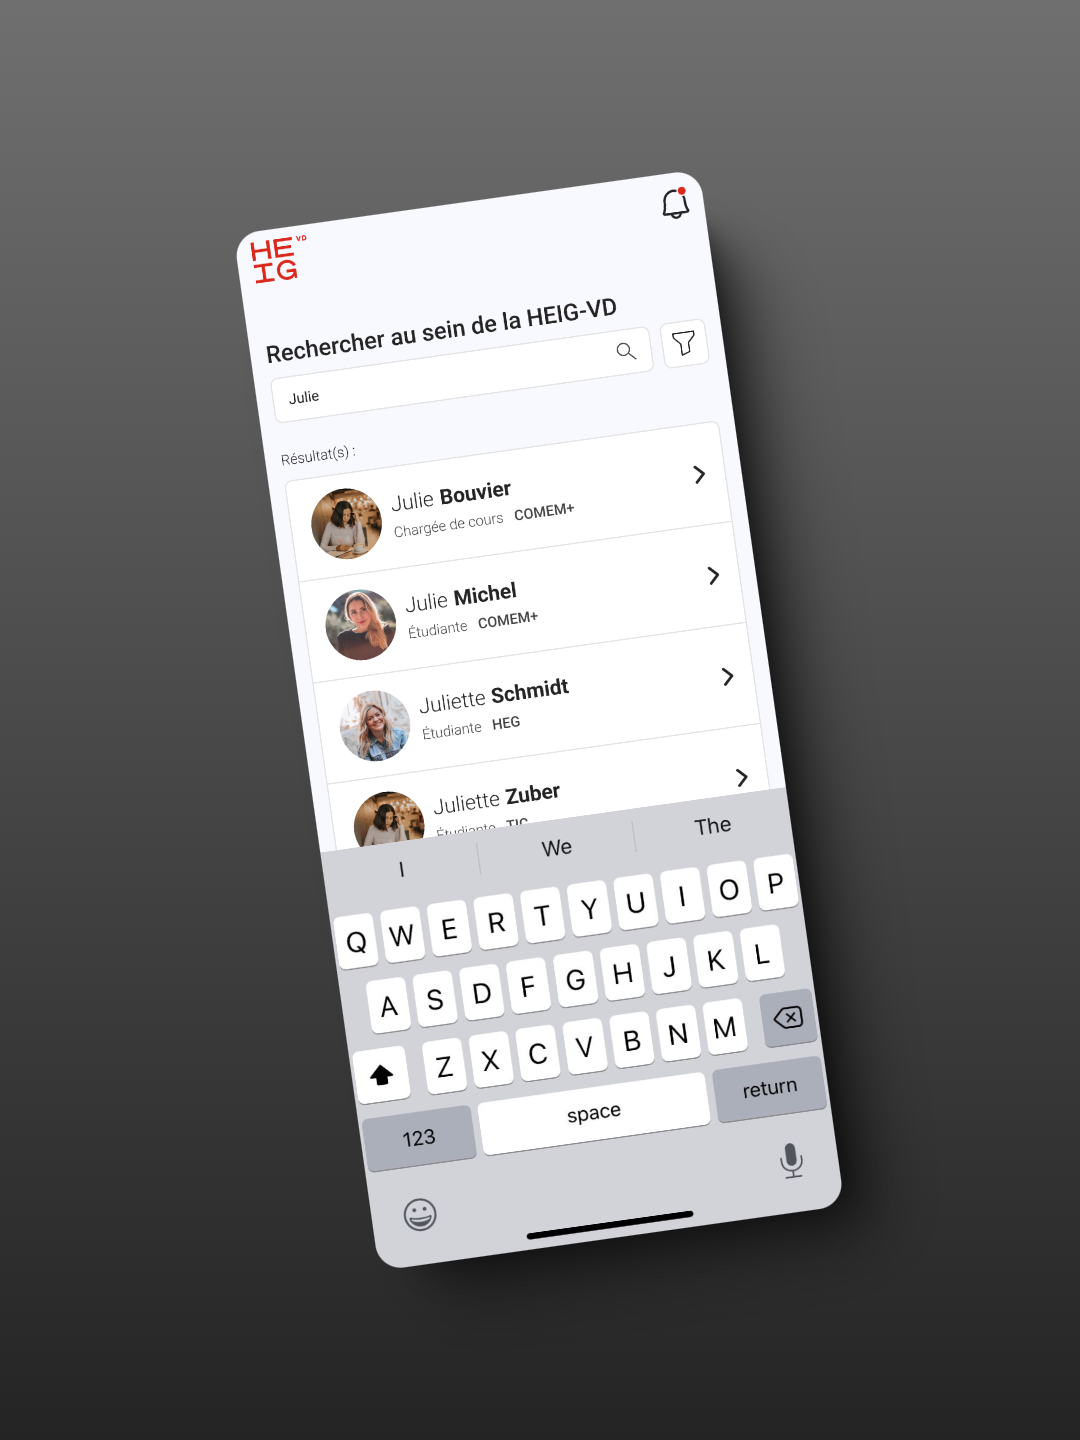 HE VD
IG
Rechercher au sein de la HEIG-VD
Julie
Résultat(s) :
Julie Bouvier
Chargée de cours COMEM+
Julie Michel
Étudiante COMEM+
Juliette Schmidt
Étudiante HEG
Juliette Zuber
Étudiante TIC
I We The
Q W E R T Y U I O P
A S D F G H J K L
Z X C V B N M
123 space return